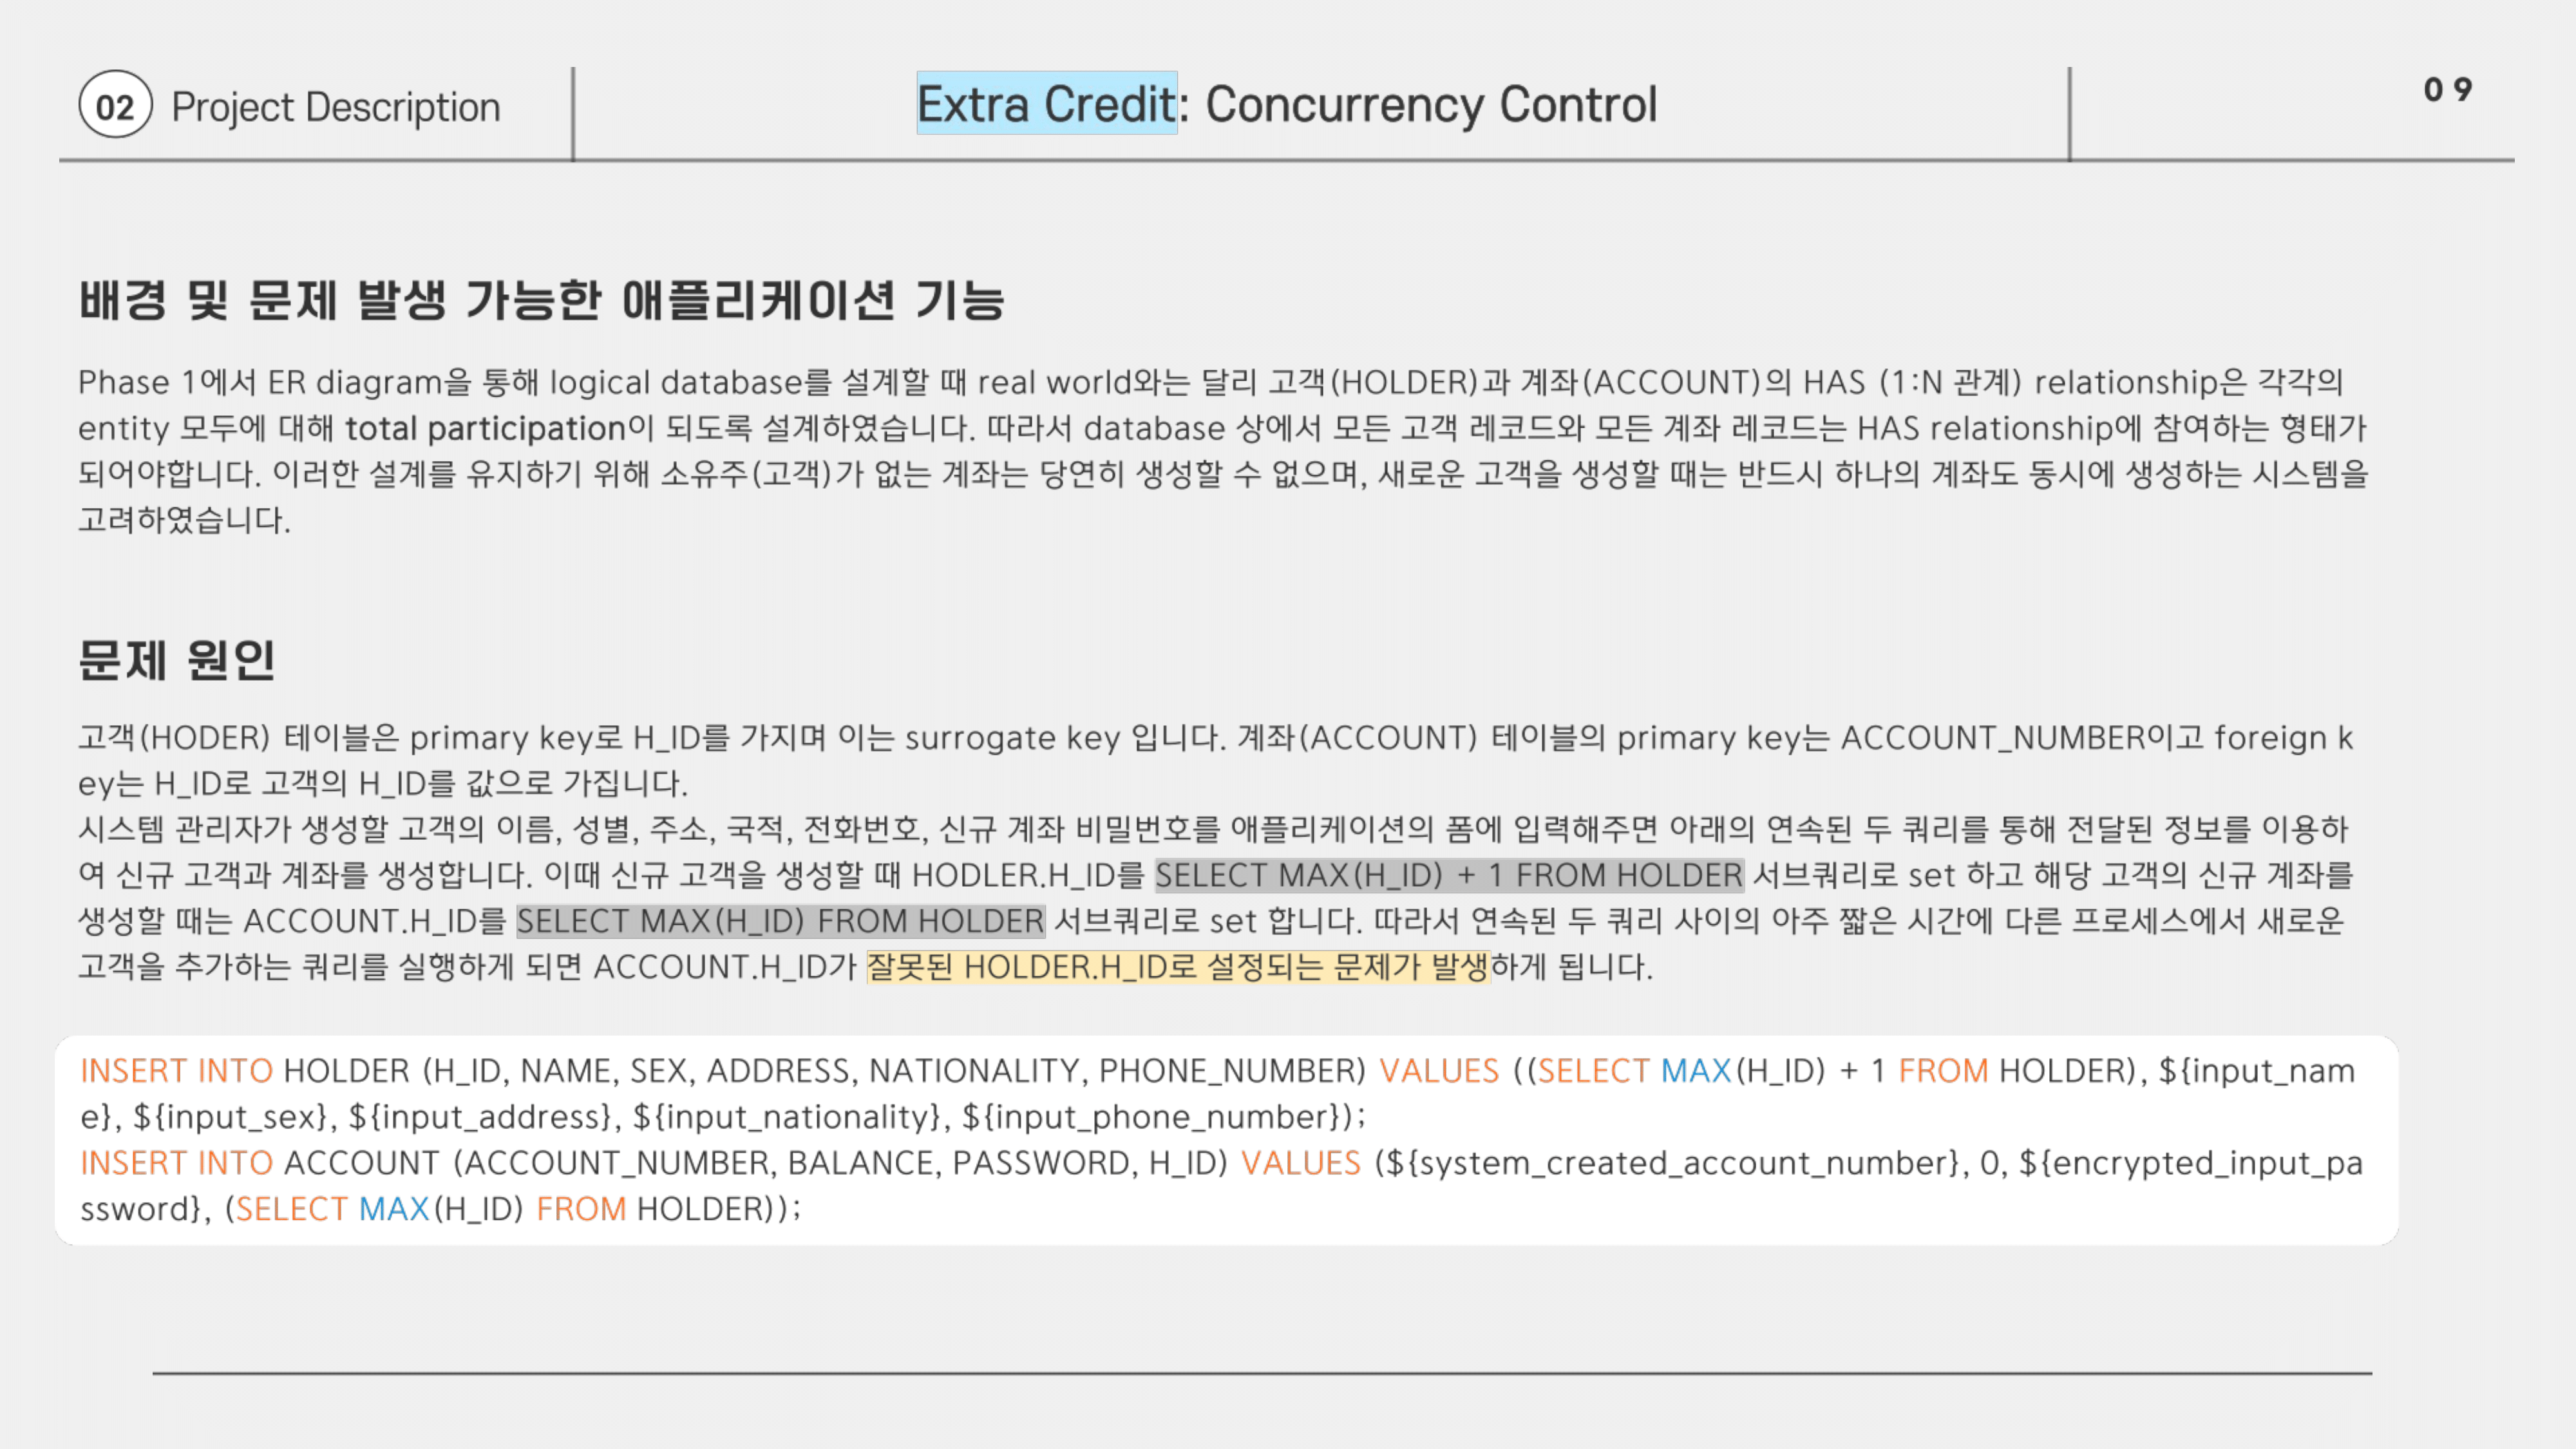 02 Project Description
Extra Credit: Concurrency Control
09
배경 및 문제 발생 가능한 애플리케이션 기능
Phase 1에서 ER diagram을 통해 logical database를 설계할 때 real world와는 달리 고객(HOLDER)과 계좌(ACCOUNT)의 HAS (1:N 관계) relationship은 각각의
entity 모두에 대해 total participation이 되도록 설계하였습니다. 따라서 database 상에서 모든 고객 레코드와 모든 계좌 레코드는 HAS relationship에 참여하는 형태가
되어야합니다. 이러한 설계를 유지하기 위해 소유주(고객)가 없는 계좌는 당연히 생성할 수 없으며, 새로운 고객을 생성할 때는 반드시 하나의 계좌도 동시에 생성하는 시스템을
고려하였습니다.
문제 원인
고객(HODER) 테이블은 primary key로 H_ID를 가지며 이는 surrogate key 입니다. 계좌(ACCOUNT) 테이블의 primary key는 ACCOUNT_NUMBER이고 foreign k
ey는 H_ID로 고객의 H_ID를 값으로 가집니다.
시스템 관리자가 생성할 고객의 이름, 성별, 주소, 국적, 전화번호, 신규 계좌 비밀번호를 애플리케이션의 폼에 입력해주면 아래의 연속된 두 쿼리를 통해 전달된 정보를 이용하
여 신규 고객과 계좌를 생성합니다. 이때 신규 고객을 생성할 때 HODLER.H_ID를 SELECT MAX(H_ID) + 1 FROM HOLDER 서브쿼리로 set 하고 해당 고객의 신규 계좌를
생성할 때는 ACCOUNT.H_ID를 SELECT MAX(H_ID) FROM HOLDER 서브쿼리로 set 합니다. 따라서 연속된 두 쿼리 사이의 아주 짧은 시간에 다른 프로세스에서 새로운
고객을 추가하는 쿼리를 실행하게 되면 ACCOUNT.H_ID가 잘못된 HOLDER.H_ID로 설정되는 문제가 발생하게 됩니다.
INSERT INTO HOLDER (H_ID, NAME, SEX, ADDRESS, NATIONALITY, PHONE_NUMBER) VALUES ((SELECT MAX(H_ID) + 1 FROM HOLDER), ${input_nam
e}, ${input_sex}, ${input_address}, ${input_nationality}, ${input_phone_number});
INSERT INTO ACCOUNT (ACCOUNT_NUMBER, BALANCE, PASSWORD, H_ID) VALUES (${system_created_account_number}, 0, ${encrypted_input_pa
ssword}, (SELECT MAX(H_ID) FROM HOLDER));